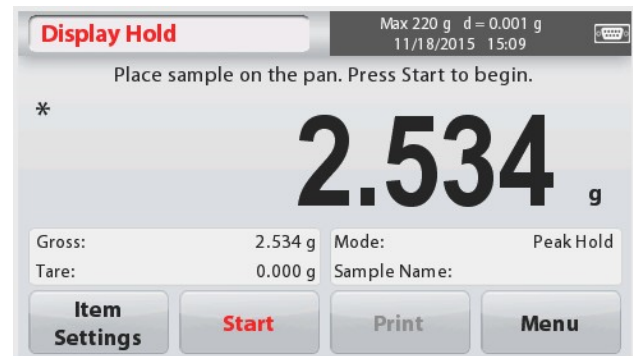 Display Hold
Max 220 g d = 0.001 g
11/18/2015 15:09
Place sample on the pan. Press Start to begin.
*
2.534 g
Gross: 2.534 g
Tare: 0.000 g
Mode: Peak Hold
Sample Name:
Item Settings
Start
Print
Menu